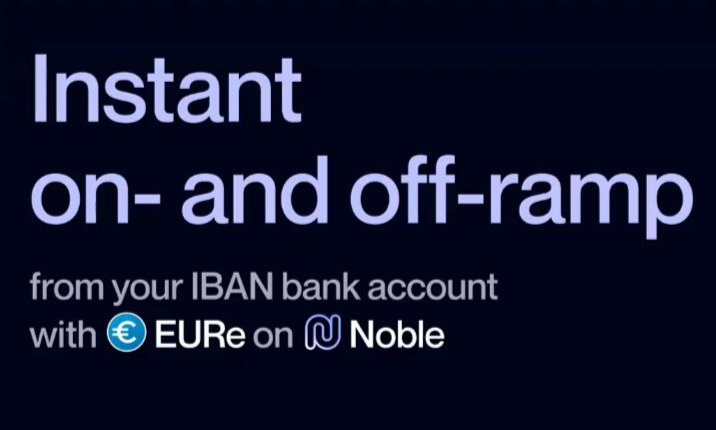 Instant
on- and off-ramp
from your IBAN bank account
with € EURe on Noble